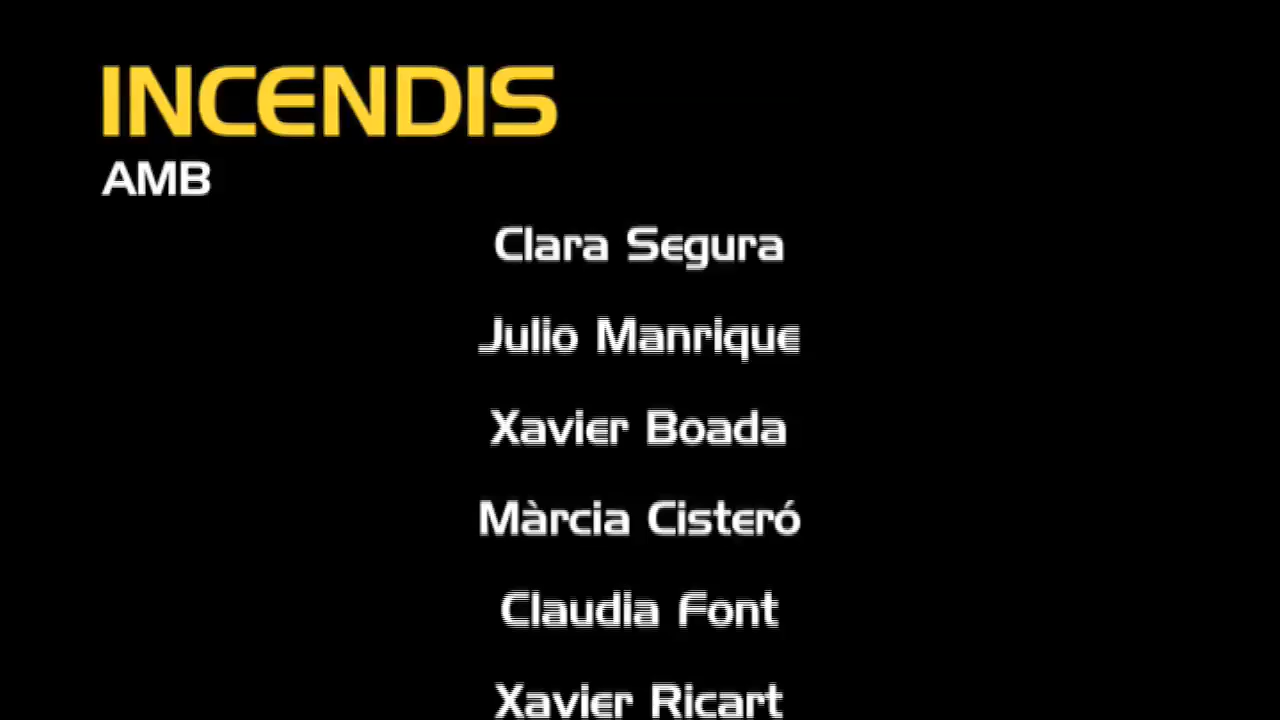 INCENDIS
AMB
Clara Segura
Julio Manrique
Xavier Boada
Màrcia Cisteró
Claudia Font
Xavier Ricart